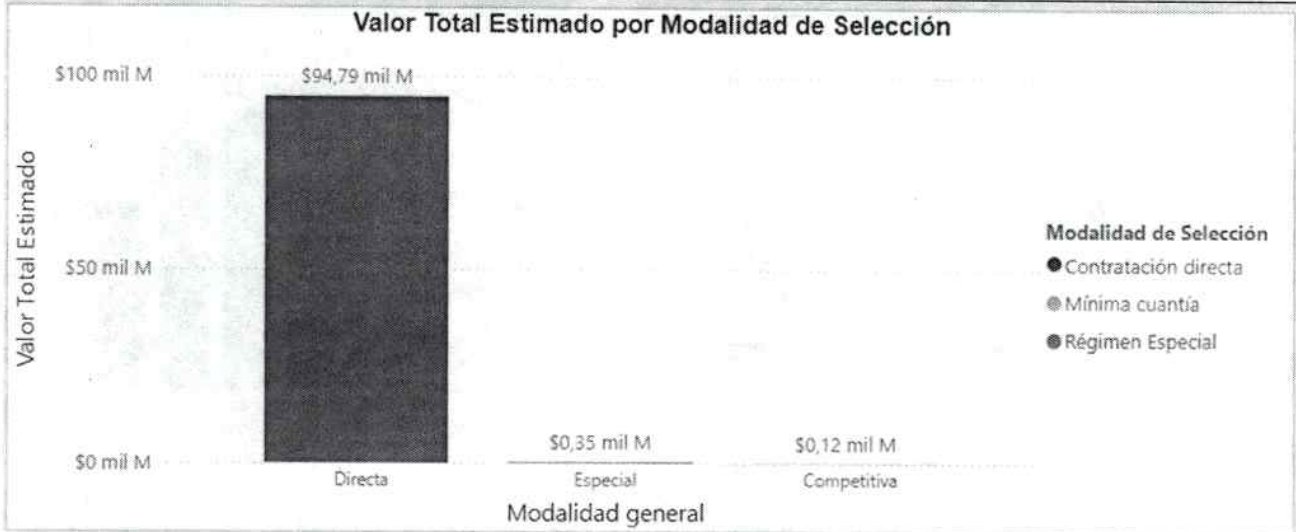 Valor Total Estimado por Modalidad de Selección
$100 mil M
$94,79 mil M
Valor Total Estimado
$50 mil M
$0 mil M
$0,35 mil M
$0,12 mil M
Directa
Especial
Competitiva
Modalidad general
Modalidad de Selección
Contratación directa
Mínima cuantía
Régimen Especial